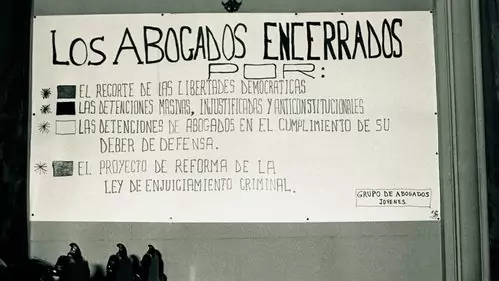 LOS ABOGADOS ENCERRADOS
POR:
EL RECORTE DE LAS LIBERTADES DEMOCRATICAS
LAS DETENCIONES MASIVAS, INJUSTIFICADAS Y ANTICONSTITUCIONALES
LAS DETENCIONES DE ABOGADOS EN EL CUMPLIMIENTO DE SU
DEBER DE DEFENSA.
EL PROYECTO DE REFORMA DE LA
LEY DE ENJUICIAMIENTO CRIMINAL.
GRUPO DE ABOGADOS
JOVENES